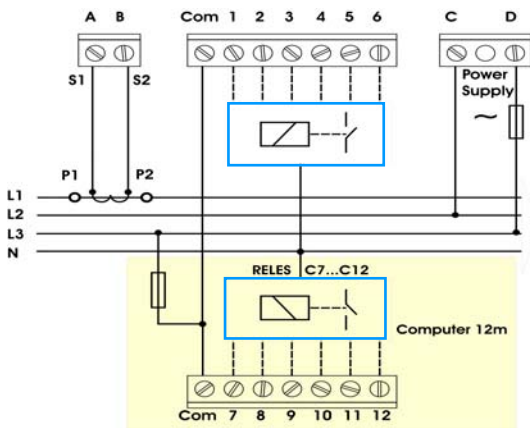 A B Com 1 2 3 4 5 6 C D
S1 S2 Power
Supply
~
P1 P2
L1
L2
L3
N
RELES C7...C12
Computer 12m
Com 7 8 9 10 11 12